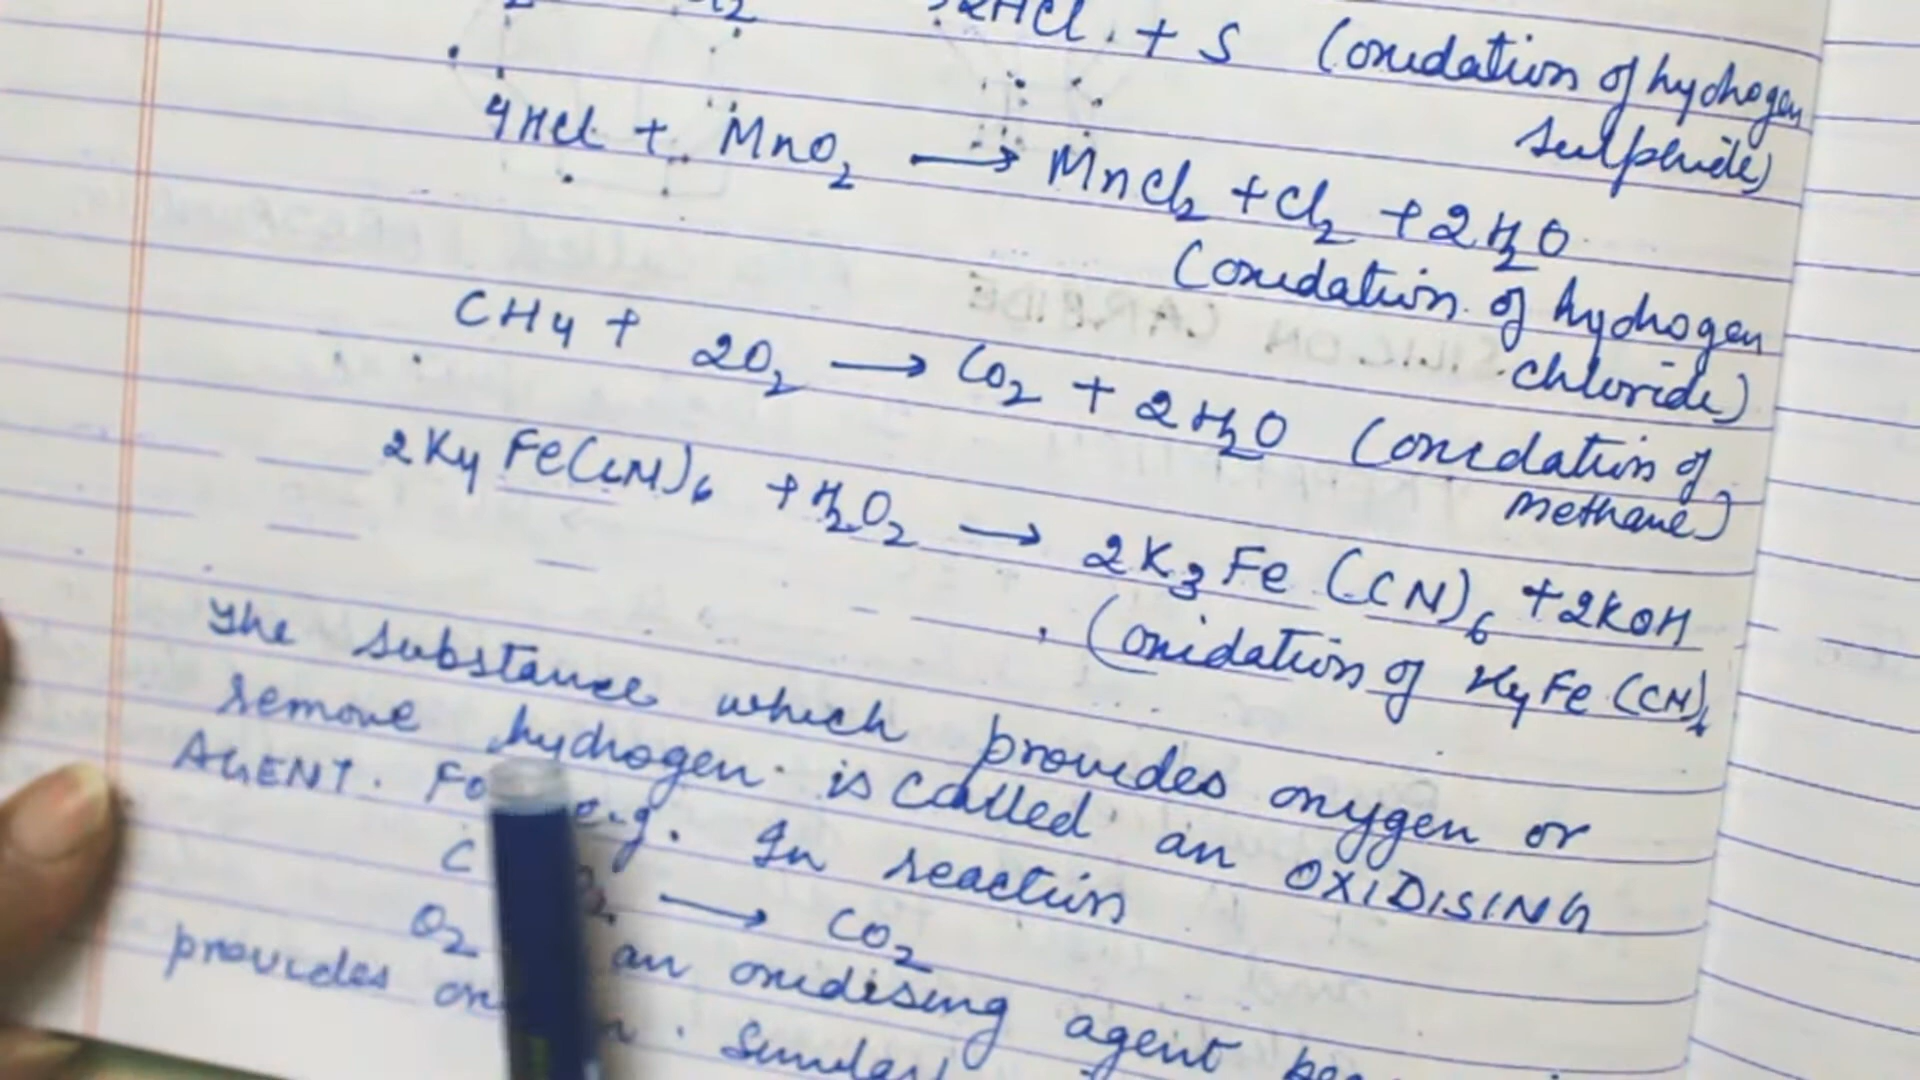 2HCl + S (oxidation of hydrogen
sulphide)
4HCl + MnO₂ → MnCl₂ + Cl₂ + 2H₂O
(oxidation of hydrogen
chloride)
CH4 + 2O₂ → CO₂ + 2H₂O (oxidation of
methane)
2K4 Fe(CN)₆ + H₂O₂ → 2K₃Fe (CN)₆ + 2KOH
(oxidation of K4Fe(CN)₆
The substance which provides oxygen or
remove hydrogen is called an OXIDISING
AGENT. e.g. In reaction
C → CO₂
O₂ an oxidising agent
provides